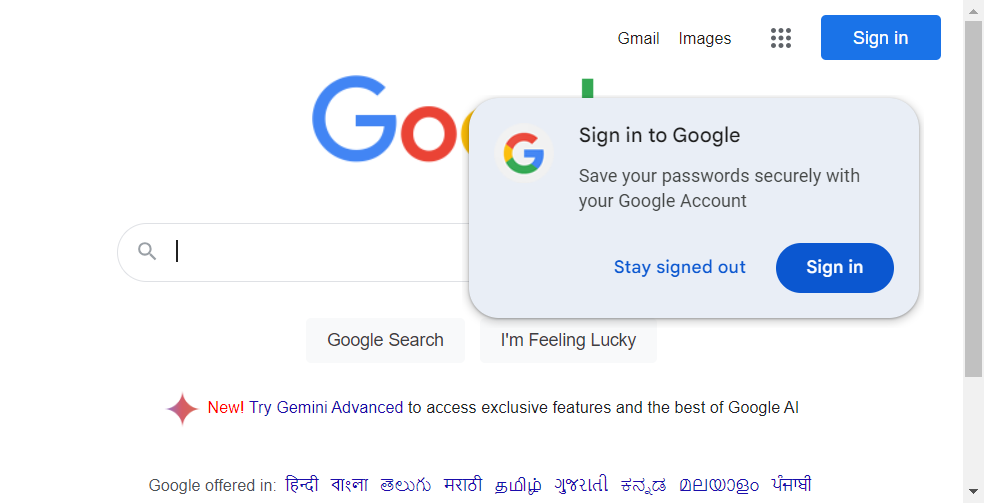 Gmail Images Sign in
Sign in to Google
Save your passwords securely with
your Google Account
Stay signed out Sign in
Google Search I'm Feeling Lucky
New! Try Gemini Advanced to access exclusive features and the best of Google AI
Google offered in: हिन्दी বাংলা తెలుగు मराठी தமிழ் ગુજરાતી ಕನ್ನಡ മലയാളം ਪੰਜਾਬੀ